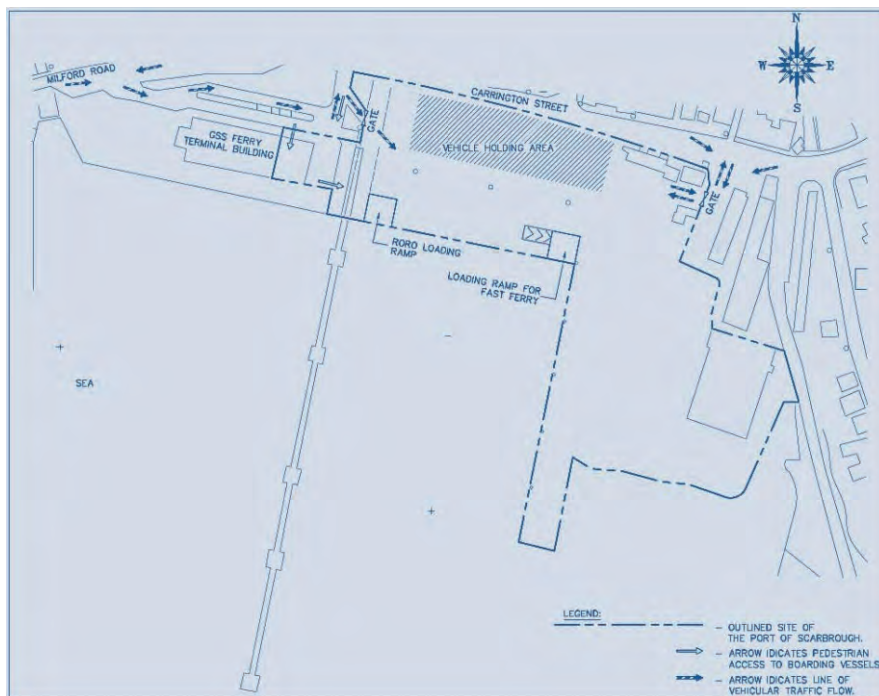 N
W E
S
MILFORD ROAD
CARRINGTON STREET
GATE
GSS FERRY
TERMINAL BUILDING
VEHICLE HOLDING AREA
GATE
RORO LOADING
RAMP
LOADING RAMP FOR
FAST FERRY
SEA
LEGEND:
– OUTLINED SITE OF
THE PORT OF SCARBROUGH.
– ARROW IDICATES PEDESTRIAN
ACCESS TO BOARDING VESSELS
– ARROW IDICATES LINE OF
VEHICULAR TRAFFIC FLOW.